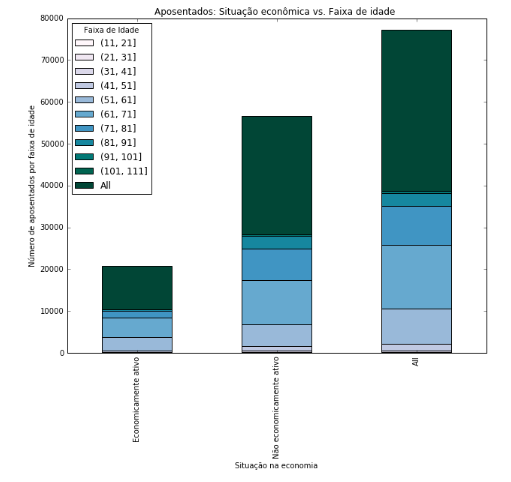 Aposentados: Situação econômica vs. Faixa de idade
80000
70000
60000
50000
40000
30000
20000
10000
0
Número de aposentados por faixa de idade
Faixa de Idade
(11, 21]
(21, 31]
(31, 41]
(41, 51]
(51, 61]
(61, 71]
(71, 81]
(81, 91]
(91, 101]
(101, 111]
All
Economicamente ativo
Não economicamente ativo
All
Situação na economia